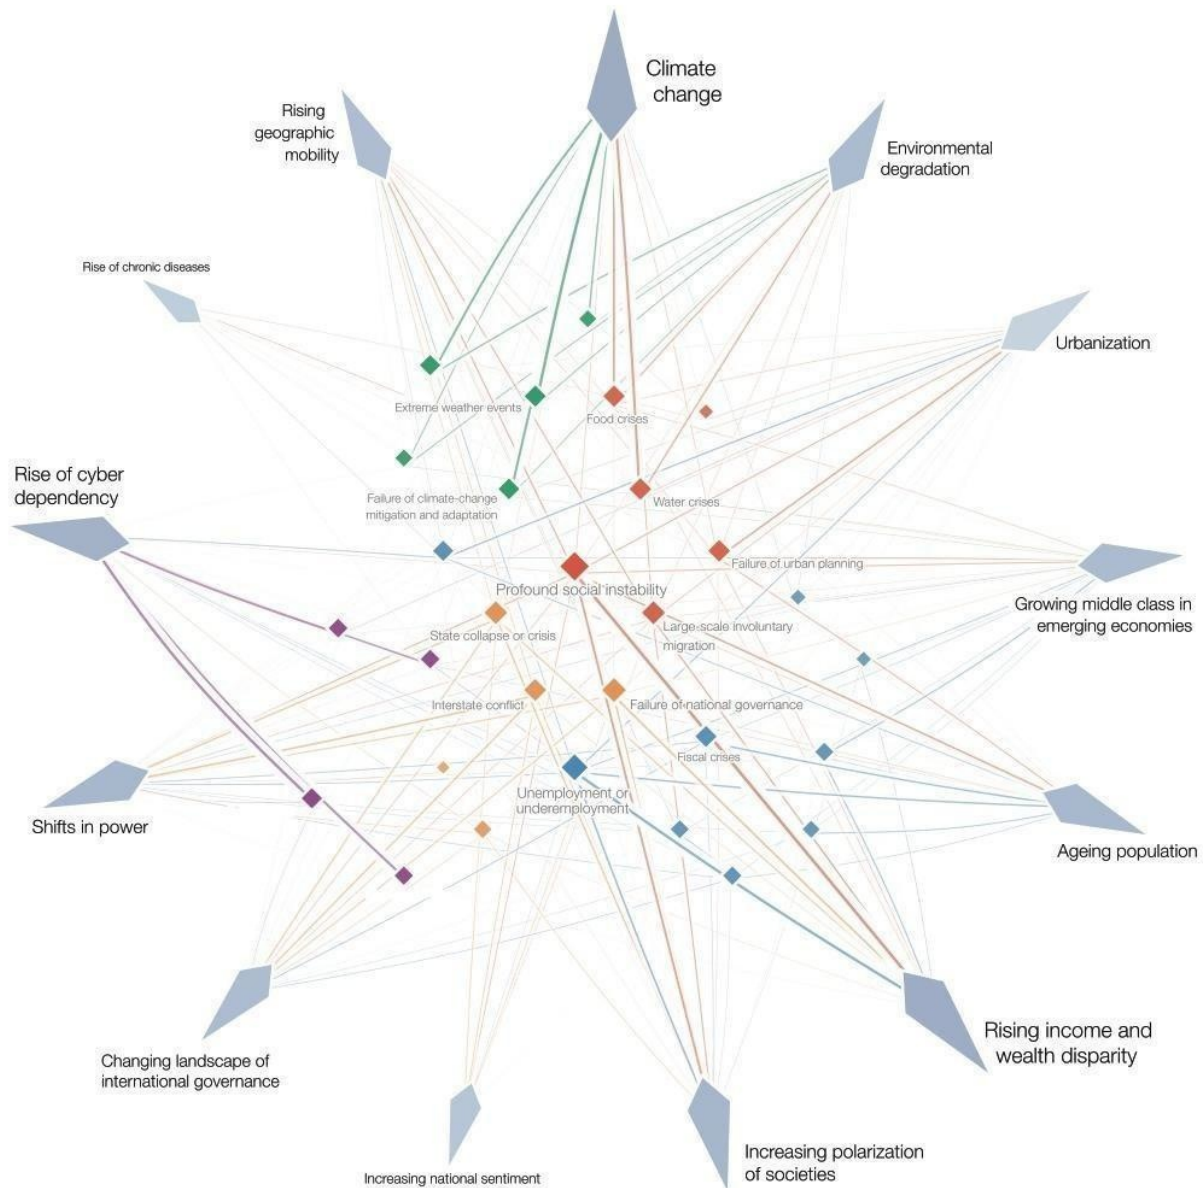 Climate
change
Rising
geographic
mobility
Environmental
degradation
Rise of chronic diseases
Urbanization
Extreme weather events
Food crises
Rise of cyber
dependency
Failure of climate-change
mitigation and adaptation
Water crises
Failure of urban planning
Profound social instability
Growing middle class in
emerging economies
State collapse or crisis
Large-scale involuntary
migration
Interstate conflict
Failure of national governance
Fiscal crises
Unemployment or
underemployment
Shifts in power
Ageing population
Changing landscape of
international governance
Rising income and
wealth disparity
Increasing national sentiment
Increasing polarization
of societies